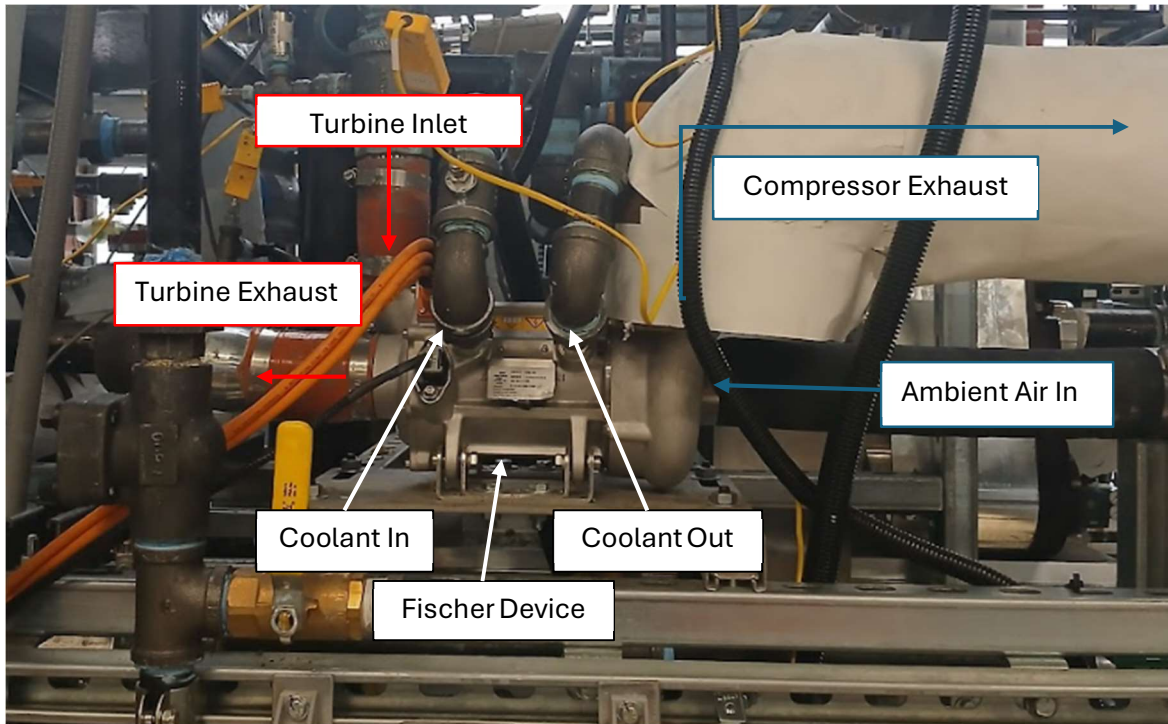 Turbine Inlet
Compressor Exhaust
Turbine Exhaust
Ambient Air In
Coolant In
Coolant Out
Fischer Device